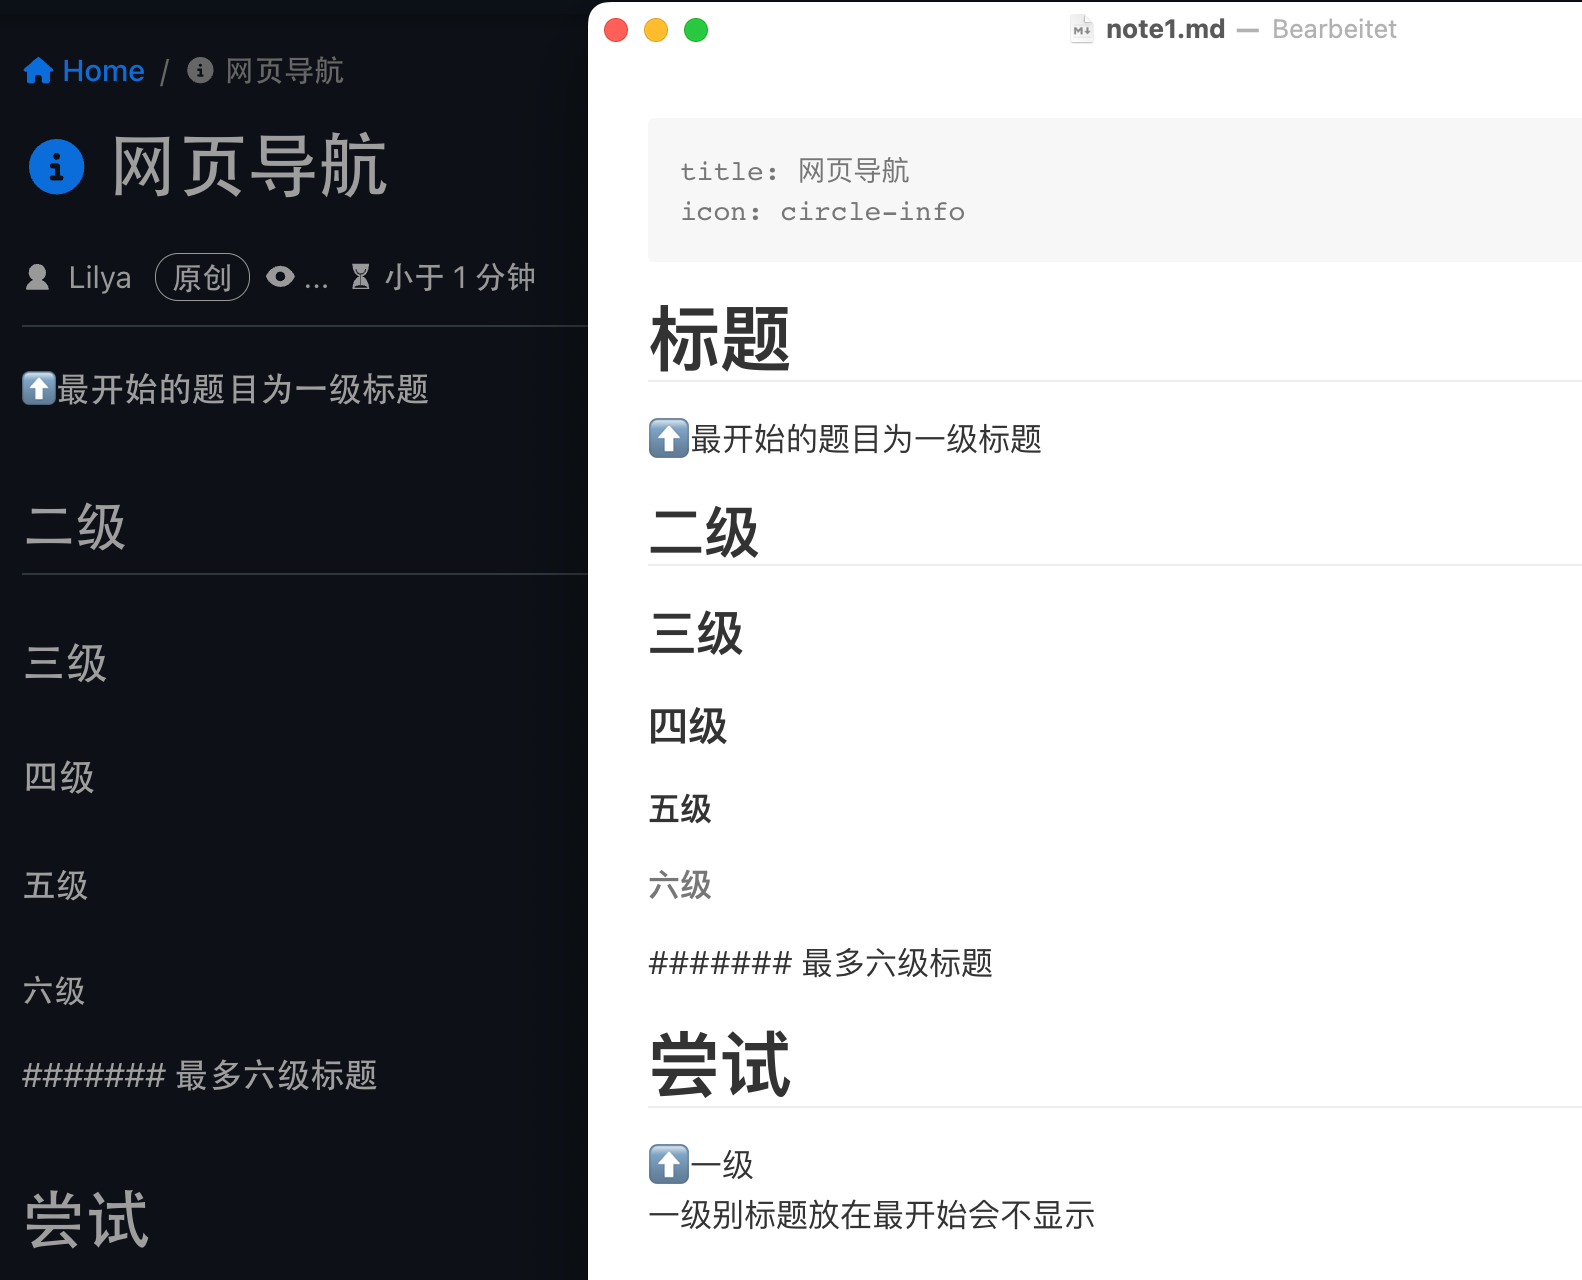 Home / 网页导航
网页导航
Lilya 原创 ... 小于 1 分钟
⬆️最开始的题目为一级标题
二级
三级
四级
五级
六级
####### 最多六级标题
尝试
note1.md — Bearbeitet
title: 网页导航
icon: circle-info
标题
⬆️最开始的题目为一级标题
二级
三级
四级
五级
六级
####### 最多六级标题
尝试
⬆️一级
一级别标题放在最开始会不显示